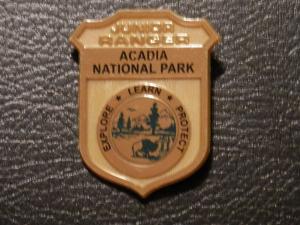 JUNIOR
RANGER
ACADIA
NATIONAL PARK
EXPLORE ★ LEARN ★ PROTECT